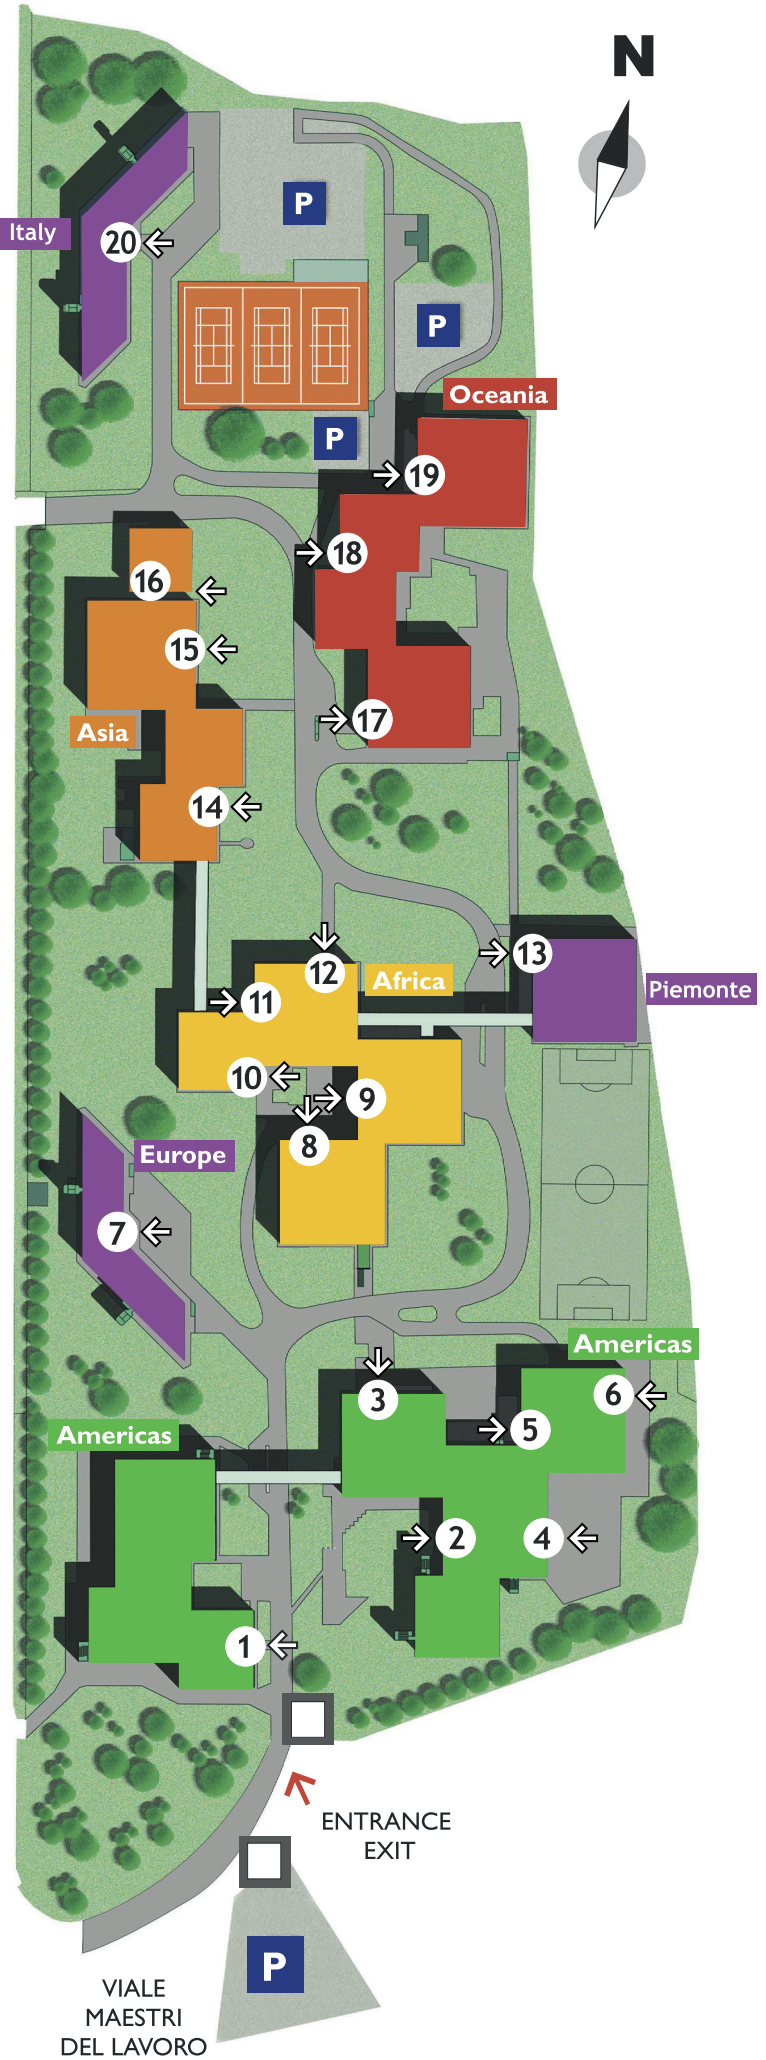 N
P
Italy
20
P
Oceania
P
19
18
16
15
17
Asia
14
13
12
Africa
Piemonte
11
10
9
8
Europe
7
Americas
6
3
5
Americas
2
4
1
ENTRANCE
EXIT
P
VIALE
MAESTRI
DEL LAVORO